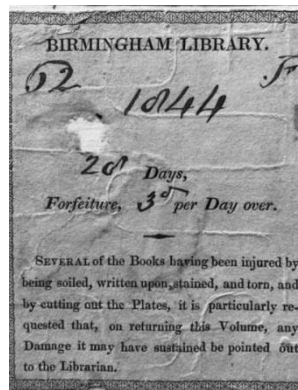 BIRMINGHAM LIBRARY.
52
1844
28 Days,
Forfeiture, 3d per Day over.
SEVERAL of the Books having been injured by
being soiled, written upon, stained, and torn, and
by cutting out the Plates, it is particularly re-
quested that, on returning this Volume, any
Damage it may have sustained be pointed out
to the Librarian.